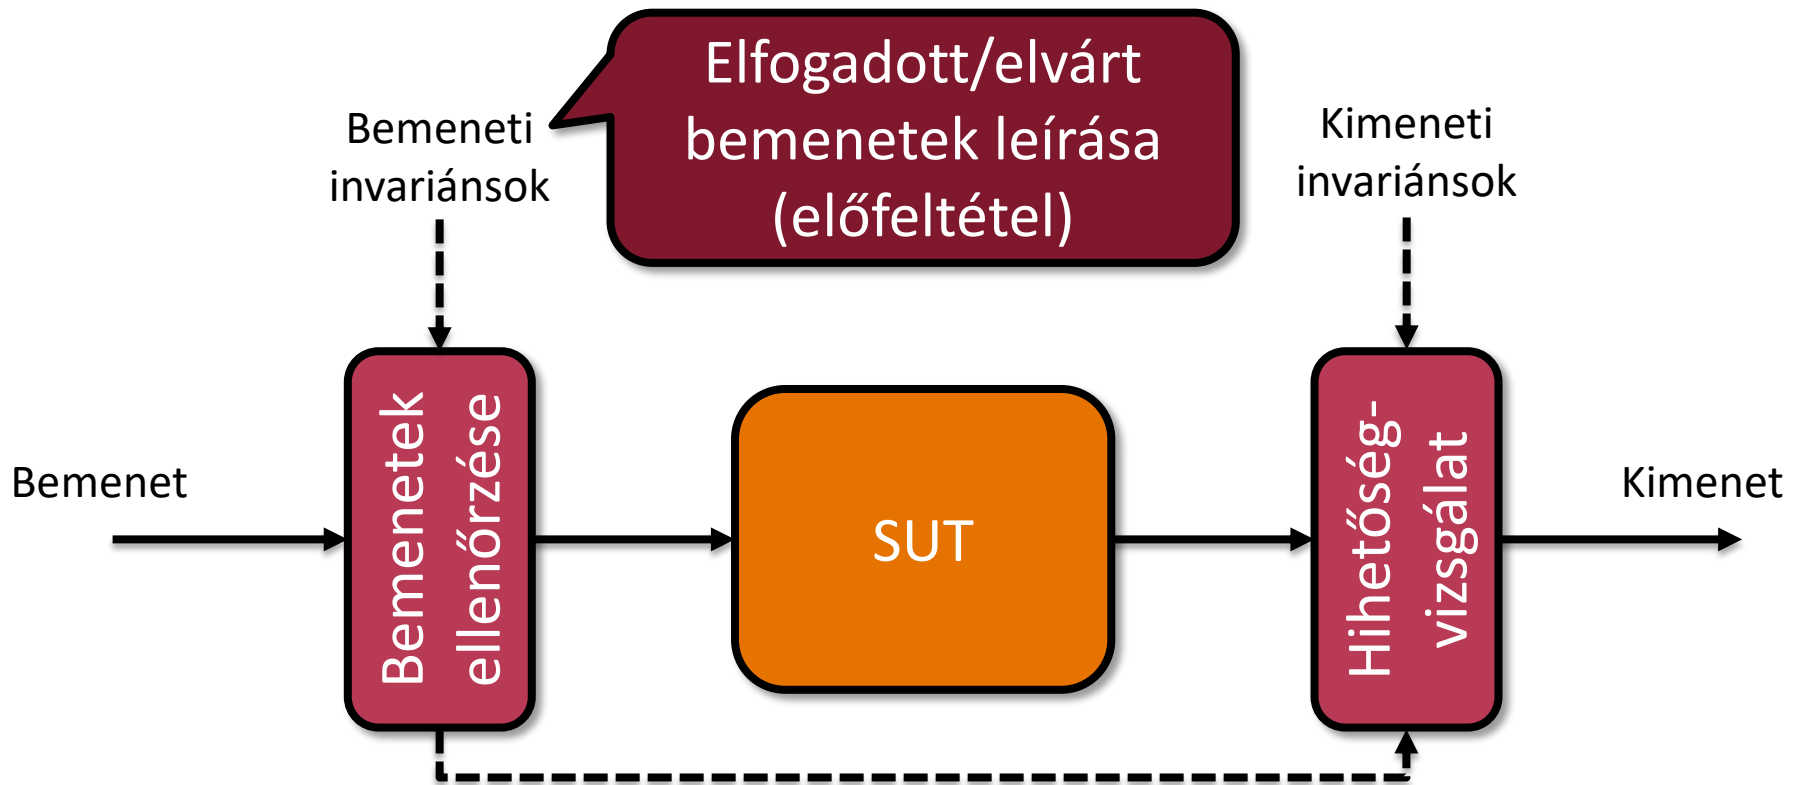 Elfogadott/elvárt
bemenetek leírása
(előfeltétel)
Bemeneti
invariánsok
Kimeneti
invariánsok
Bemenet
Bemenetek
ellenőrzése
SUT
Hihetőség-
vizsgálat
Kimenet